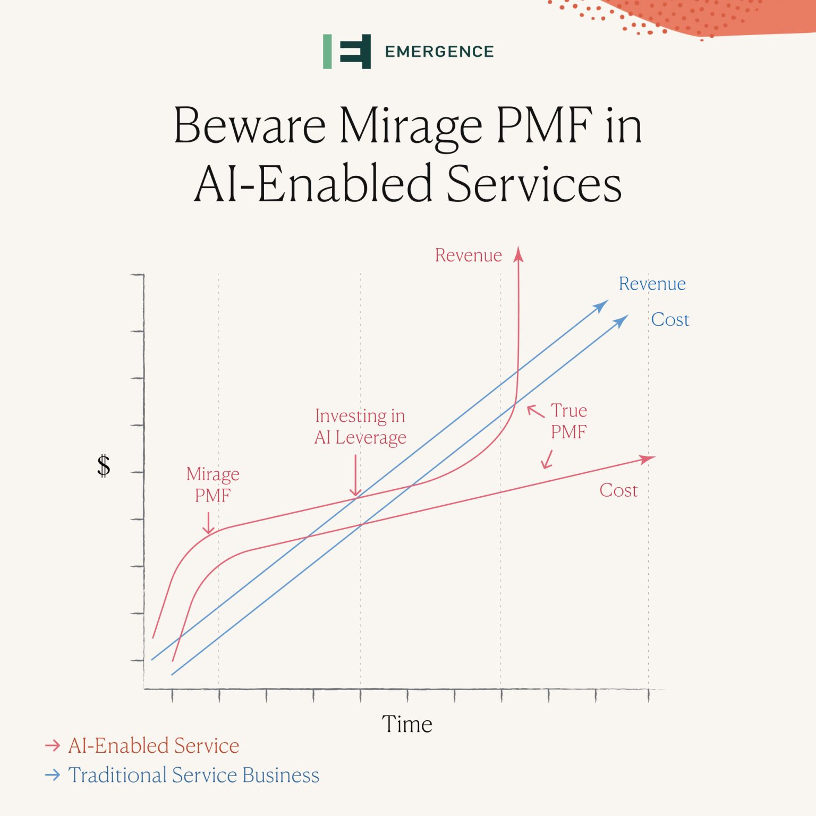 EMERGENCE
Beware Mirage PMF in
AI-Enabled Services
Revenue
Revenue
Cost
Investing in
AI Leverage
True
PMF
$
Mirage
PMF
Cost
Time
→ AI-Enabled Service
→ Traditional Service Business